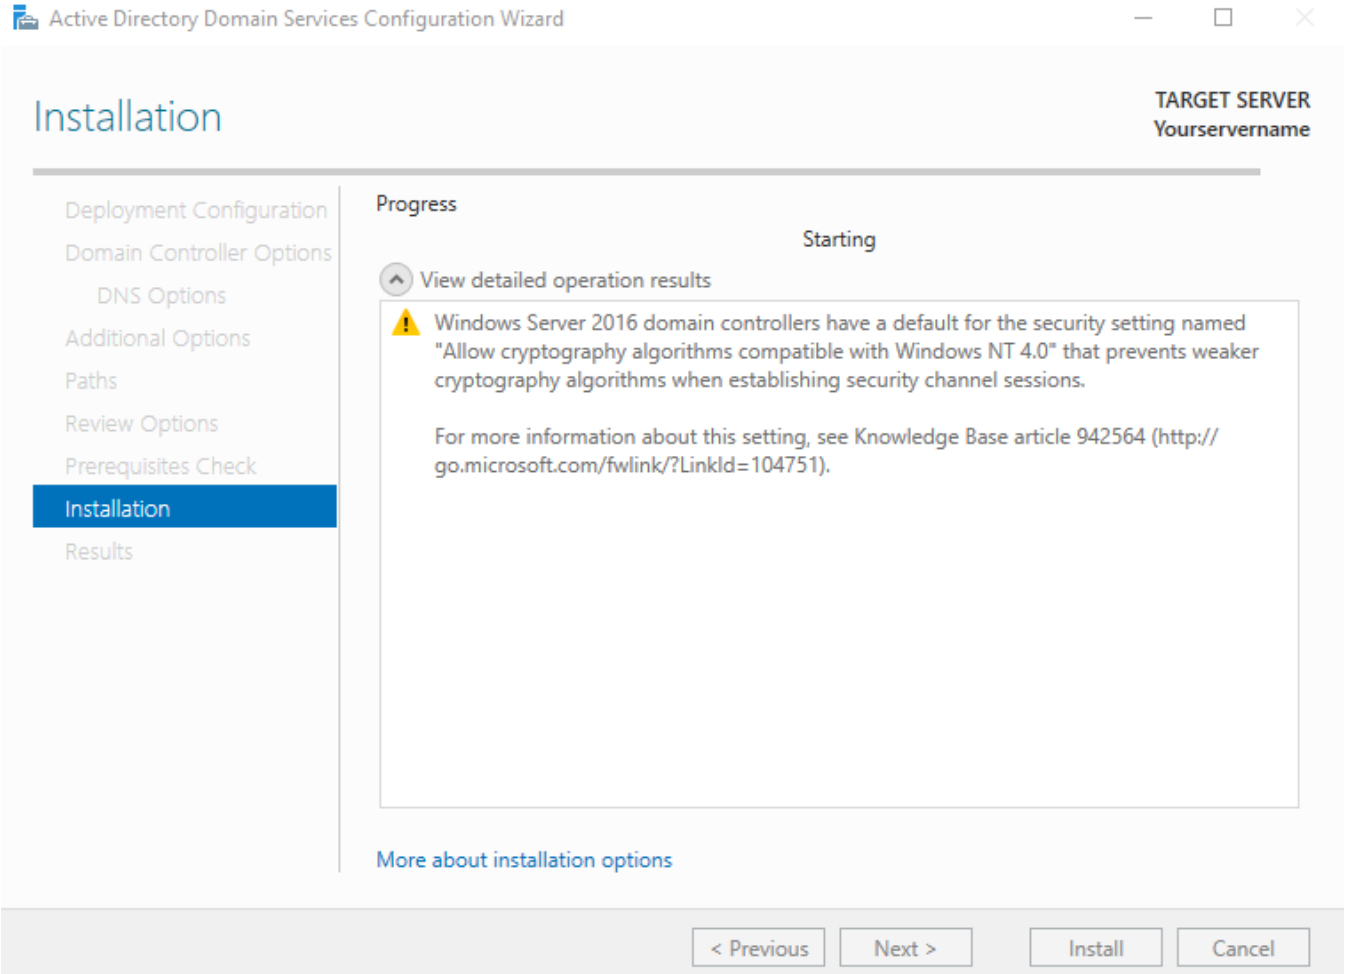 Active Directory Domain Services Configuration Wizard
Installation
TARGET SERVER
Yourservername
Deployment Configuration
Domain Controller Options
DNS Options
Additional Options
Paths
Review Options
Prerequisites Check
Installation
Results
Progress
Starting
View detailed operation results
Windows Server 2016 domain controllers have a default for the security setting named
"Allow cryptography algorithms compatible with Windows NT 4.0" that prevents weaker
cryptography algorithms when establishing security channel sessions.
For more information about this setting, see Knowledge Base article 942564 (http://
go.microsoft.com/fwlink/?LinkId=104751).
More about installation options
< Previous
Next >
Install
Cancel